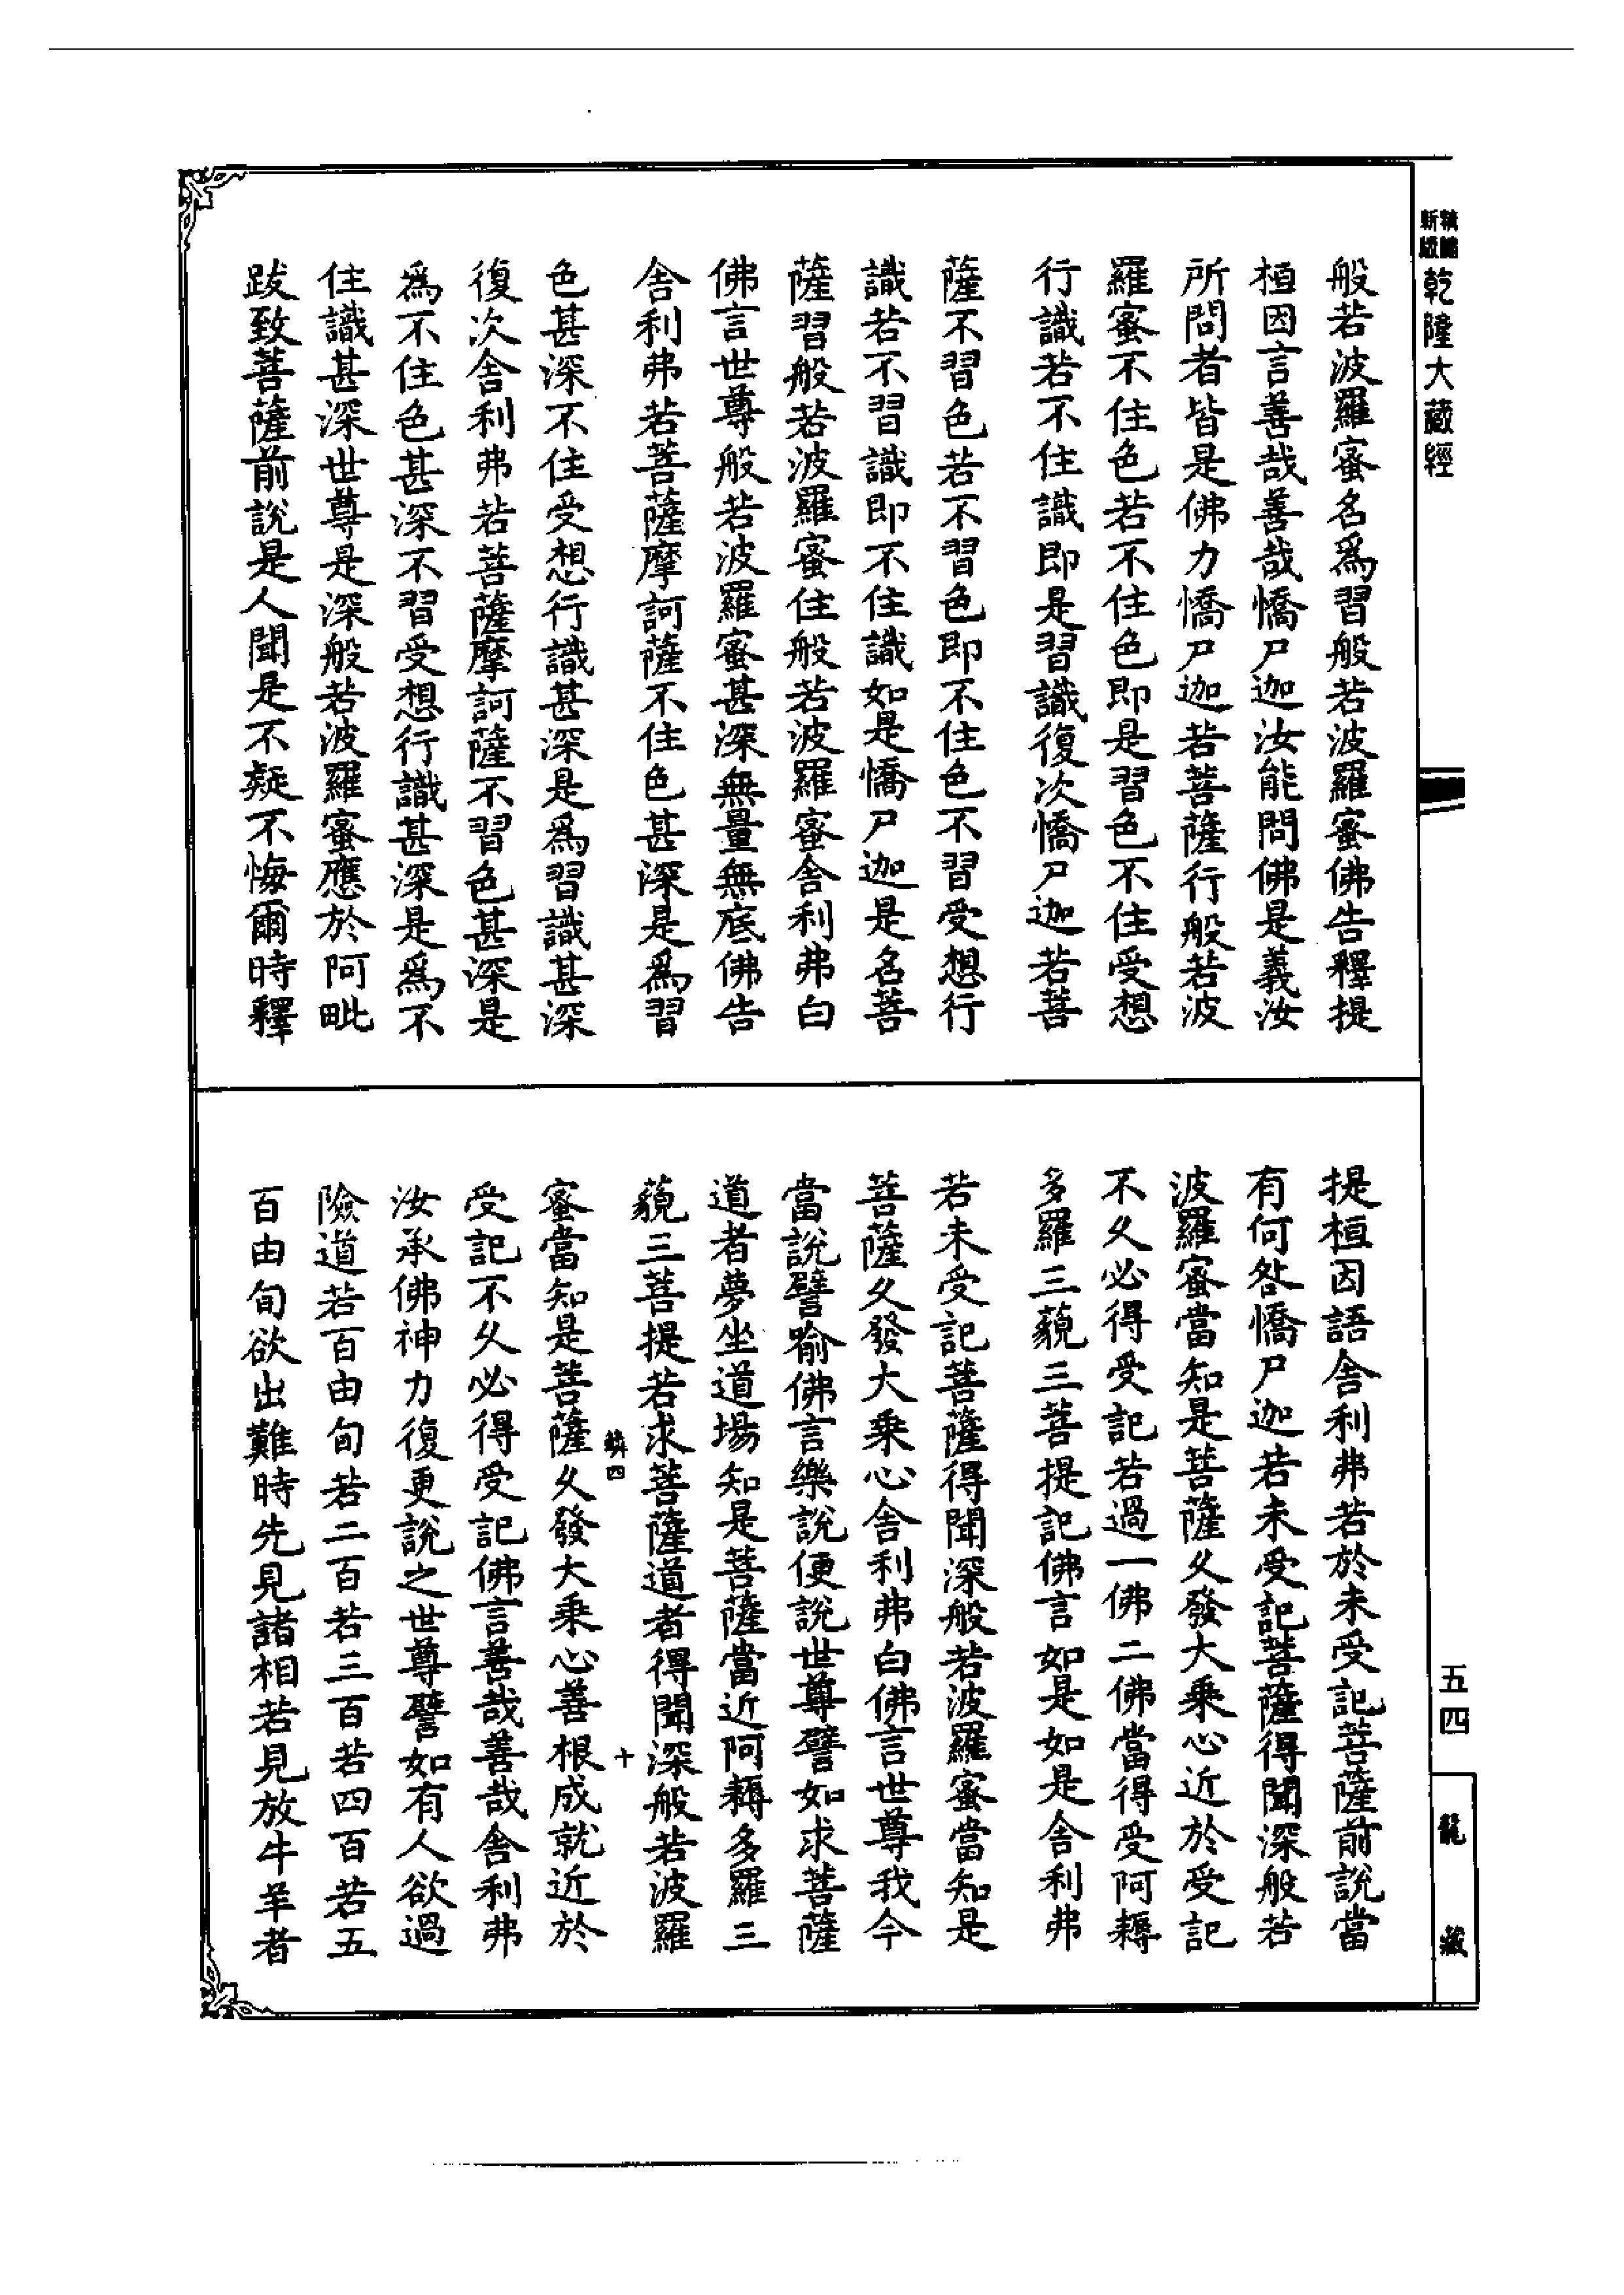 新版
精縮
乾隆大藏經
般若波羅蜜名爲習般若波羅蜜佛告釋提
桓因言善哉善哉憍尸迦汝能問佛是義汝
所問者皆是佛力憍尸迦若菩薩行般若波
羅蜜不住色若不住色即是習色不住受想
行識若不住識即是習識復次憍尸迦若菩
薩不習色若不習色即不住色不習受想行
識若不習識即不住識如是憍尸迦是名菩
薩習般若波羅蜜住般若波羅蜜舍利弗白
佛言世尊般若波羅蜜甚深無量無底佛告
舍利弗若菩薩摩訶薩不住色甚深是爲習
色甚深不住受想行識甚深是爲習識甚深
復次舍利弗若菩薩摩訶薩不習色甚深是
爲不住色甚深不習受想行識甚深是爲不
住識甚深世尊是深般若波羅蜜應於阿毗
跋致菩薩前說是人聞是不疑不悔爾時釋
提桓因語舍利弗若於未受記菩薩前說當
有何咎憍尸迦若未受記菩薩得聞深般若
波羅蜜當知是菩薩久發大乘心近於受記
不久必得受記若過一佛二佛當得受阿耨
多羅三藐三菩提記佛言如是如是舍利弗
若未受記菩薩得聞深般若波羅蜜當知是
菩薩久發大乘心舍利弗白佛言世尊我今
當說譬喻佛言樂說便說世尊譬如求菩薩
道者夢坐道場知是菩薩當近阿耨多羅三
藐三菩提若求菩薩道者得聞深般若波羅
四 十
蜜當知是菩薩久發大乘心善根成就近於
受記不久必得受記佛言善哉善哉舍利弗
汝承佛神力復更說之世尊譬如有人欲過
險道若百由旬若二百若三百若四百若五
百由旬欲出難時先見諸相若見放牛羊者
五四
龍藏